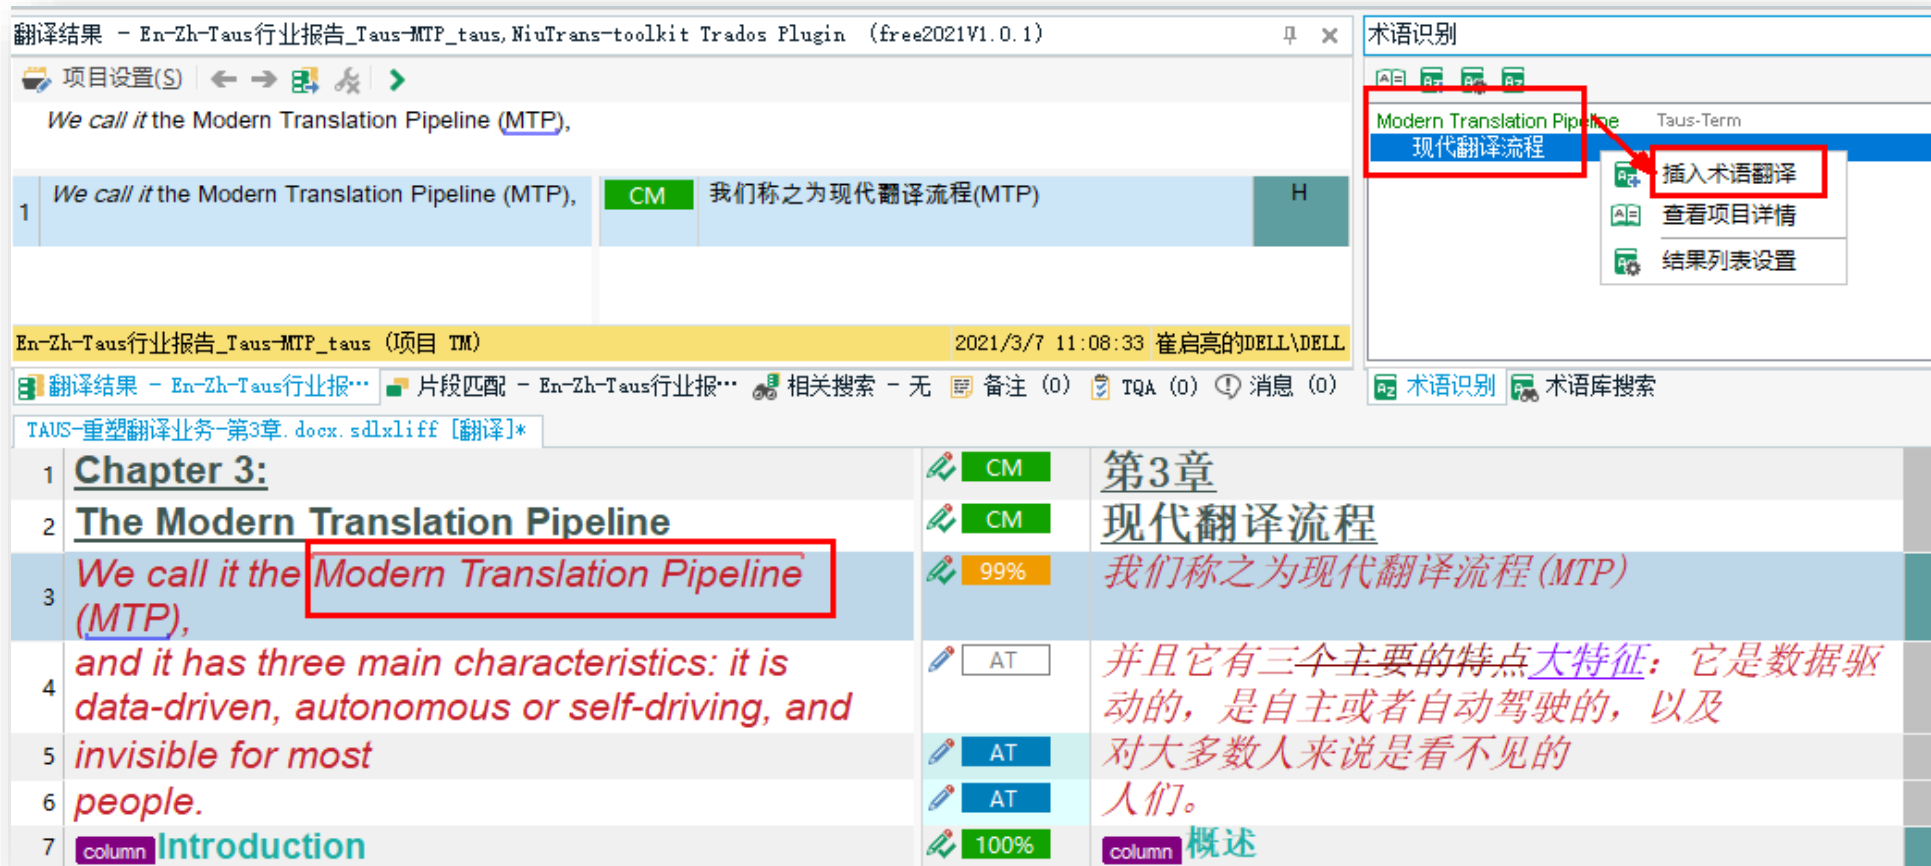 翻译结果 - En-Zh-Taus行业报告_Taus-MTP_taus,NiuTrans-toolkit Trados Plugin (free2021V1.0.1)
项目设置(S)
We call it the Modern Translation Pipeline (MTP),
1 We call it the Modern Translation Pipeline (MTP), CM 我们称之为现代翻译流程(MTP) H
En-Zh-Taus行业报告_Taus-MTP_taus (项目 TM) 2021/3/7 11:08:33 崔启亮的DELL\DELL
翻译结果 - En-Zh-Taus行业报… 片段匹配 - En-Zh-Taus行业报… 相关搜索 - 无 备注 (0) TQA (0) 消息 (0)
术语识别
Modern Translation Pipeline Taus-Term
现代翻译流程
插入术语翻译
查看项目详情
结果列表设置
术语识别 术语库搜索
TAUS-重塑翻译业务-第3章.docx.sdlxliff [翻译]*
1 Chapter 3: CM 第3章
2 The Modern Translation Pipeline CM 现代翻译流程
3 We call it the Modern Translation Pipeline 99% 我们称之为现代翻译流程(MTP)
(MTP),
4 and it has three main characteristics: it is AT 并且它有三个主要的特点大特征：它是数据驱
data-driven, autonomous or self-driving, and 动的，是自主或者自动驾驶的，以及
5 invisible for most AT 对大多数人来说是看不见的
6 people. AT 人们。
7 column Introduction 100% column 概述